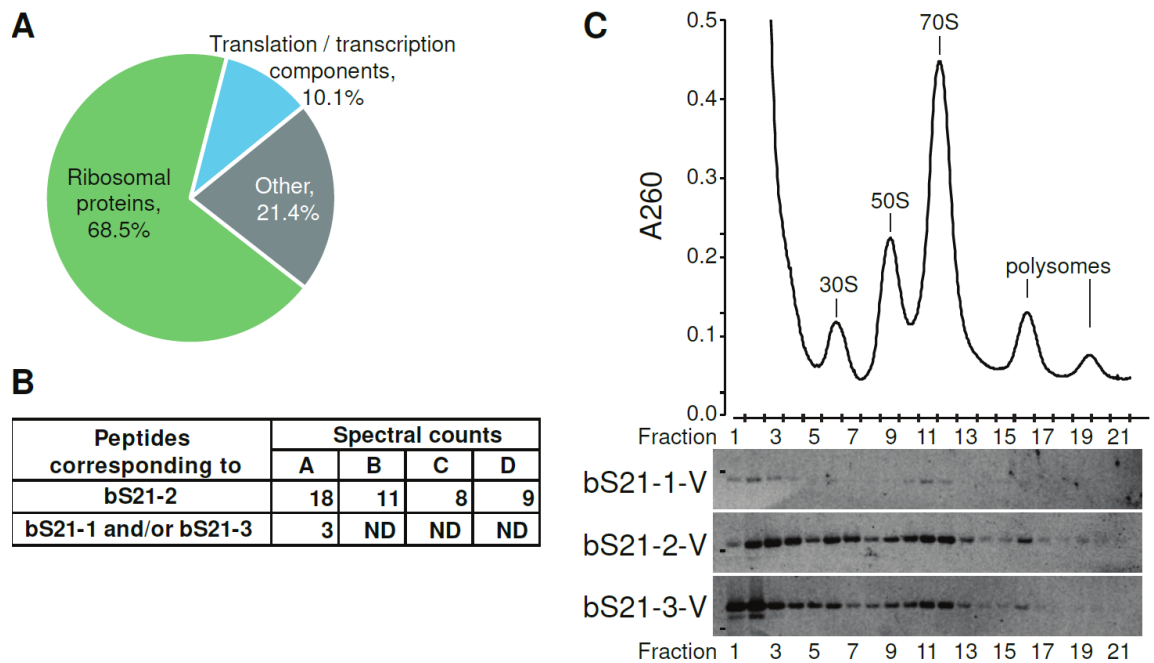 A
Translation / transcription
components,
10.1%
Ribosomal
proteins,
68.5%
Other,
21.4%
B
Peptides
corresponding to
Spectral counts
A B C D
bS21-2 18 11 8 9
bS21-1 and/or bS21-3 3 ND ND ND
C
A260
0.5
0.4
0.3
0.2
0.1
0.0
30S
50S
70S
polysomes
Fraction 1 3 5 7 9 11 13 15 17 19 21
bS21-1-V
bS21-2-V
bS21-3-V
Fraction 1 3 5 7 9 11 13 15 17 19 21